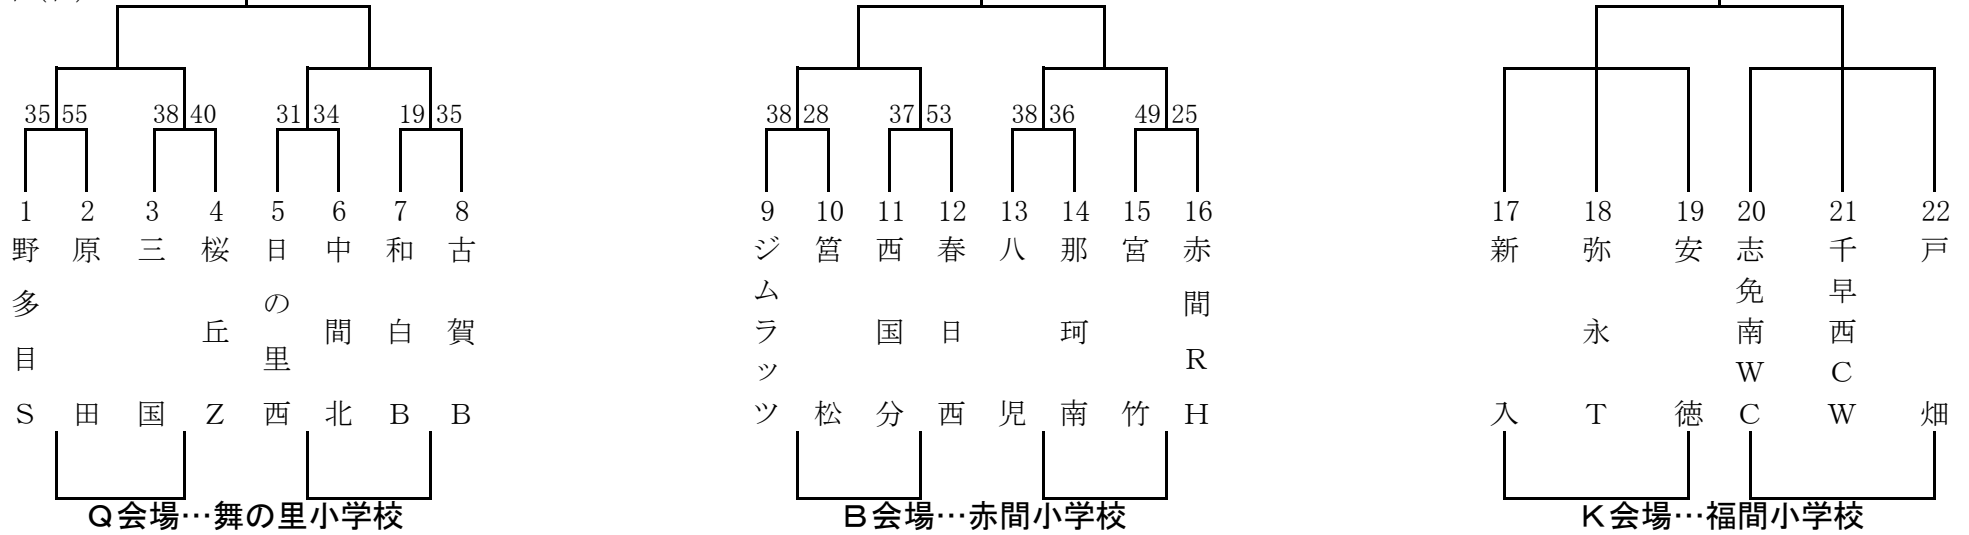 35 55 38 40 31 34 19 35 38 28 37 53 38 36 49 25
1 2 3 4 5 6 7 8 9 10 11 12 13 14 15 16 17 18 19 20 21 22
野多目S
原田
三国
桜丘Z
日の里西
中間北
和白B
古賀B
ジムラッツ
筥松
西国分
春日西
八児
那珂南
宮竹
赤間RH
新入
弥永T
安徳
志免南WC
千早西CW
戸畑
Q会場…舞の里小学校
B会場…赤間小学校
K会場…福間小学校